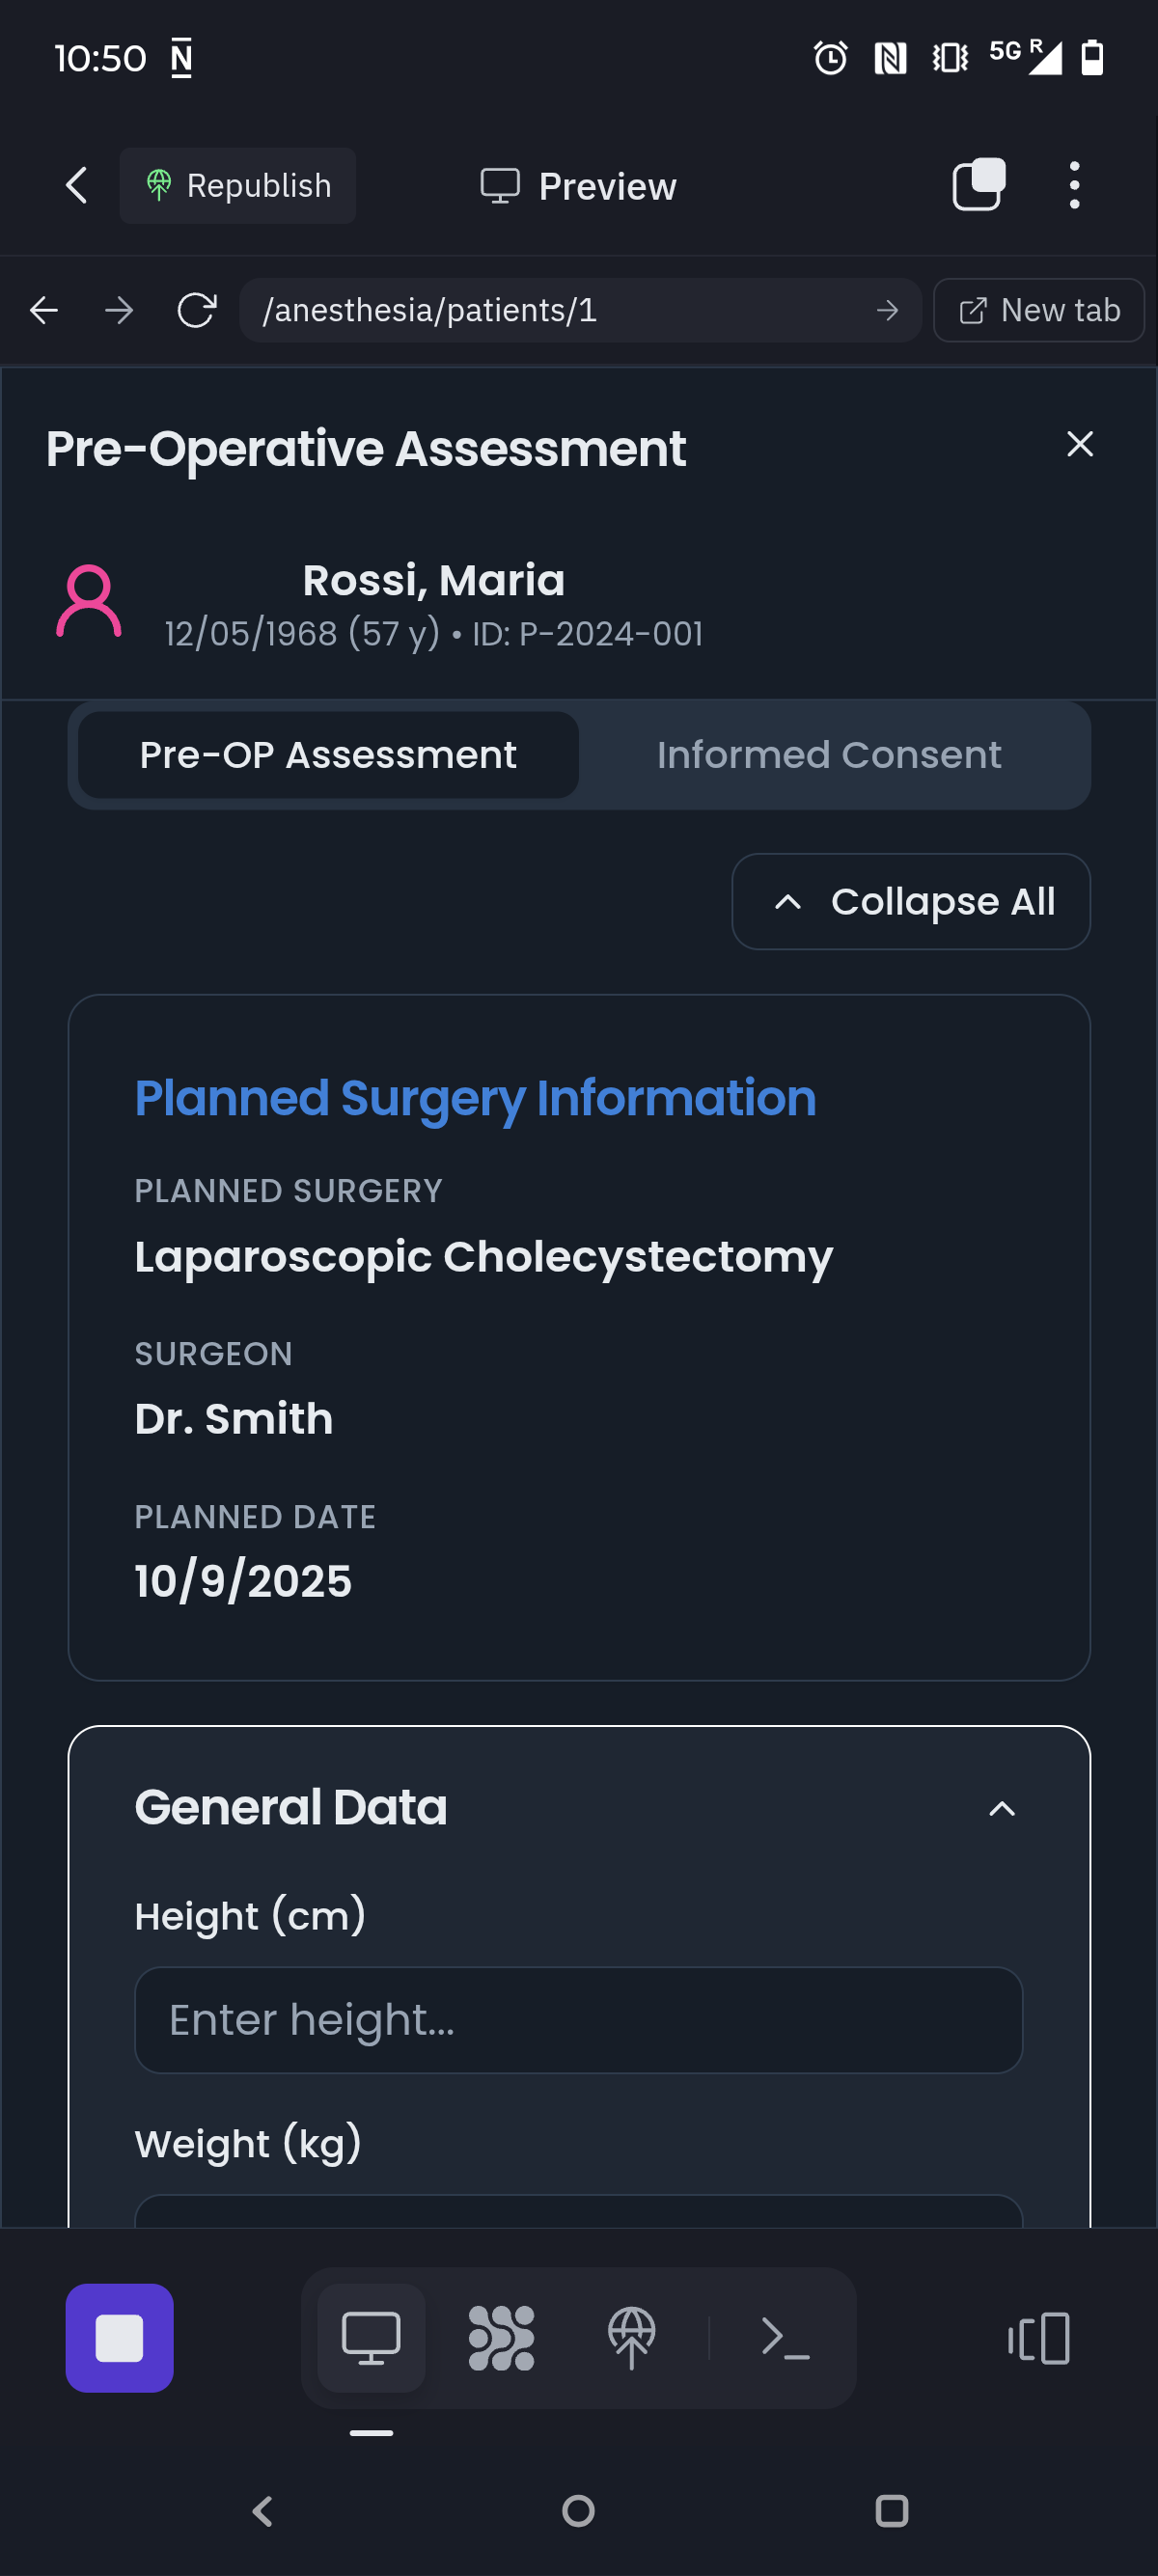 10:50 N 5G R
Republish Preview
/anesthesia/patients/1 New tab
Pre-Operative Assessment
Rossi, Maria
12/05/1968 (57 y) • ID: P-2024-001
Pre-OP Assessment Informed Consent
Collapse All
Planned Surgery Information
PLANNED SURGERY
Laparoscopic Cholecystectomy
SURGEON
Dr. Smith
PLANNED DATE
10/9/2025
General Data
Height (cm)
Enter height...
Weight (kg)